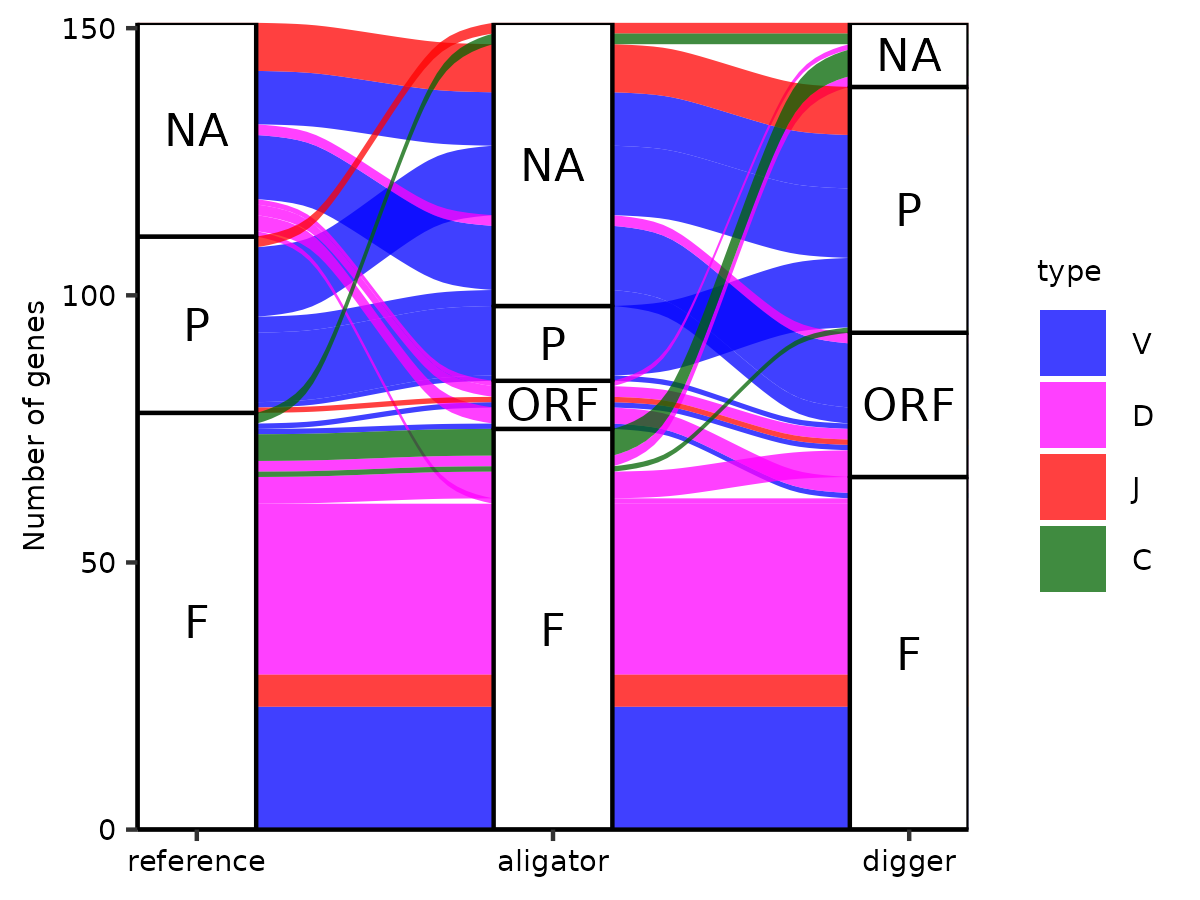 150
100
50
0
Number of genes
NA
P
F
NA
P
ORF
F
NA
P
ORF
F
reference
aligator
digger
type
V
D
J
C